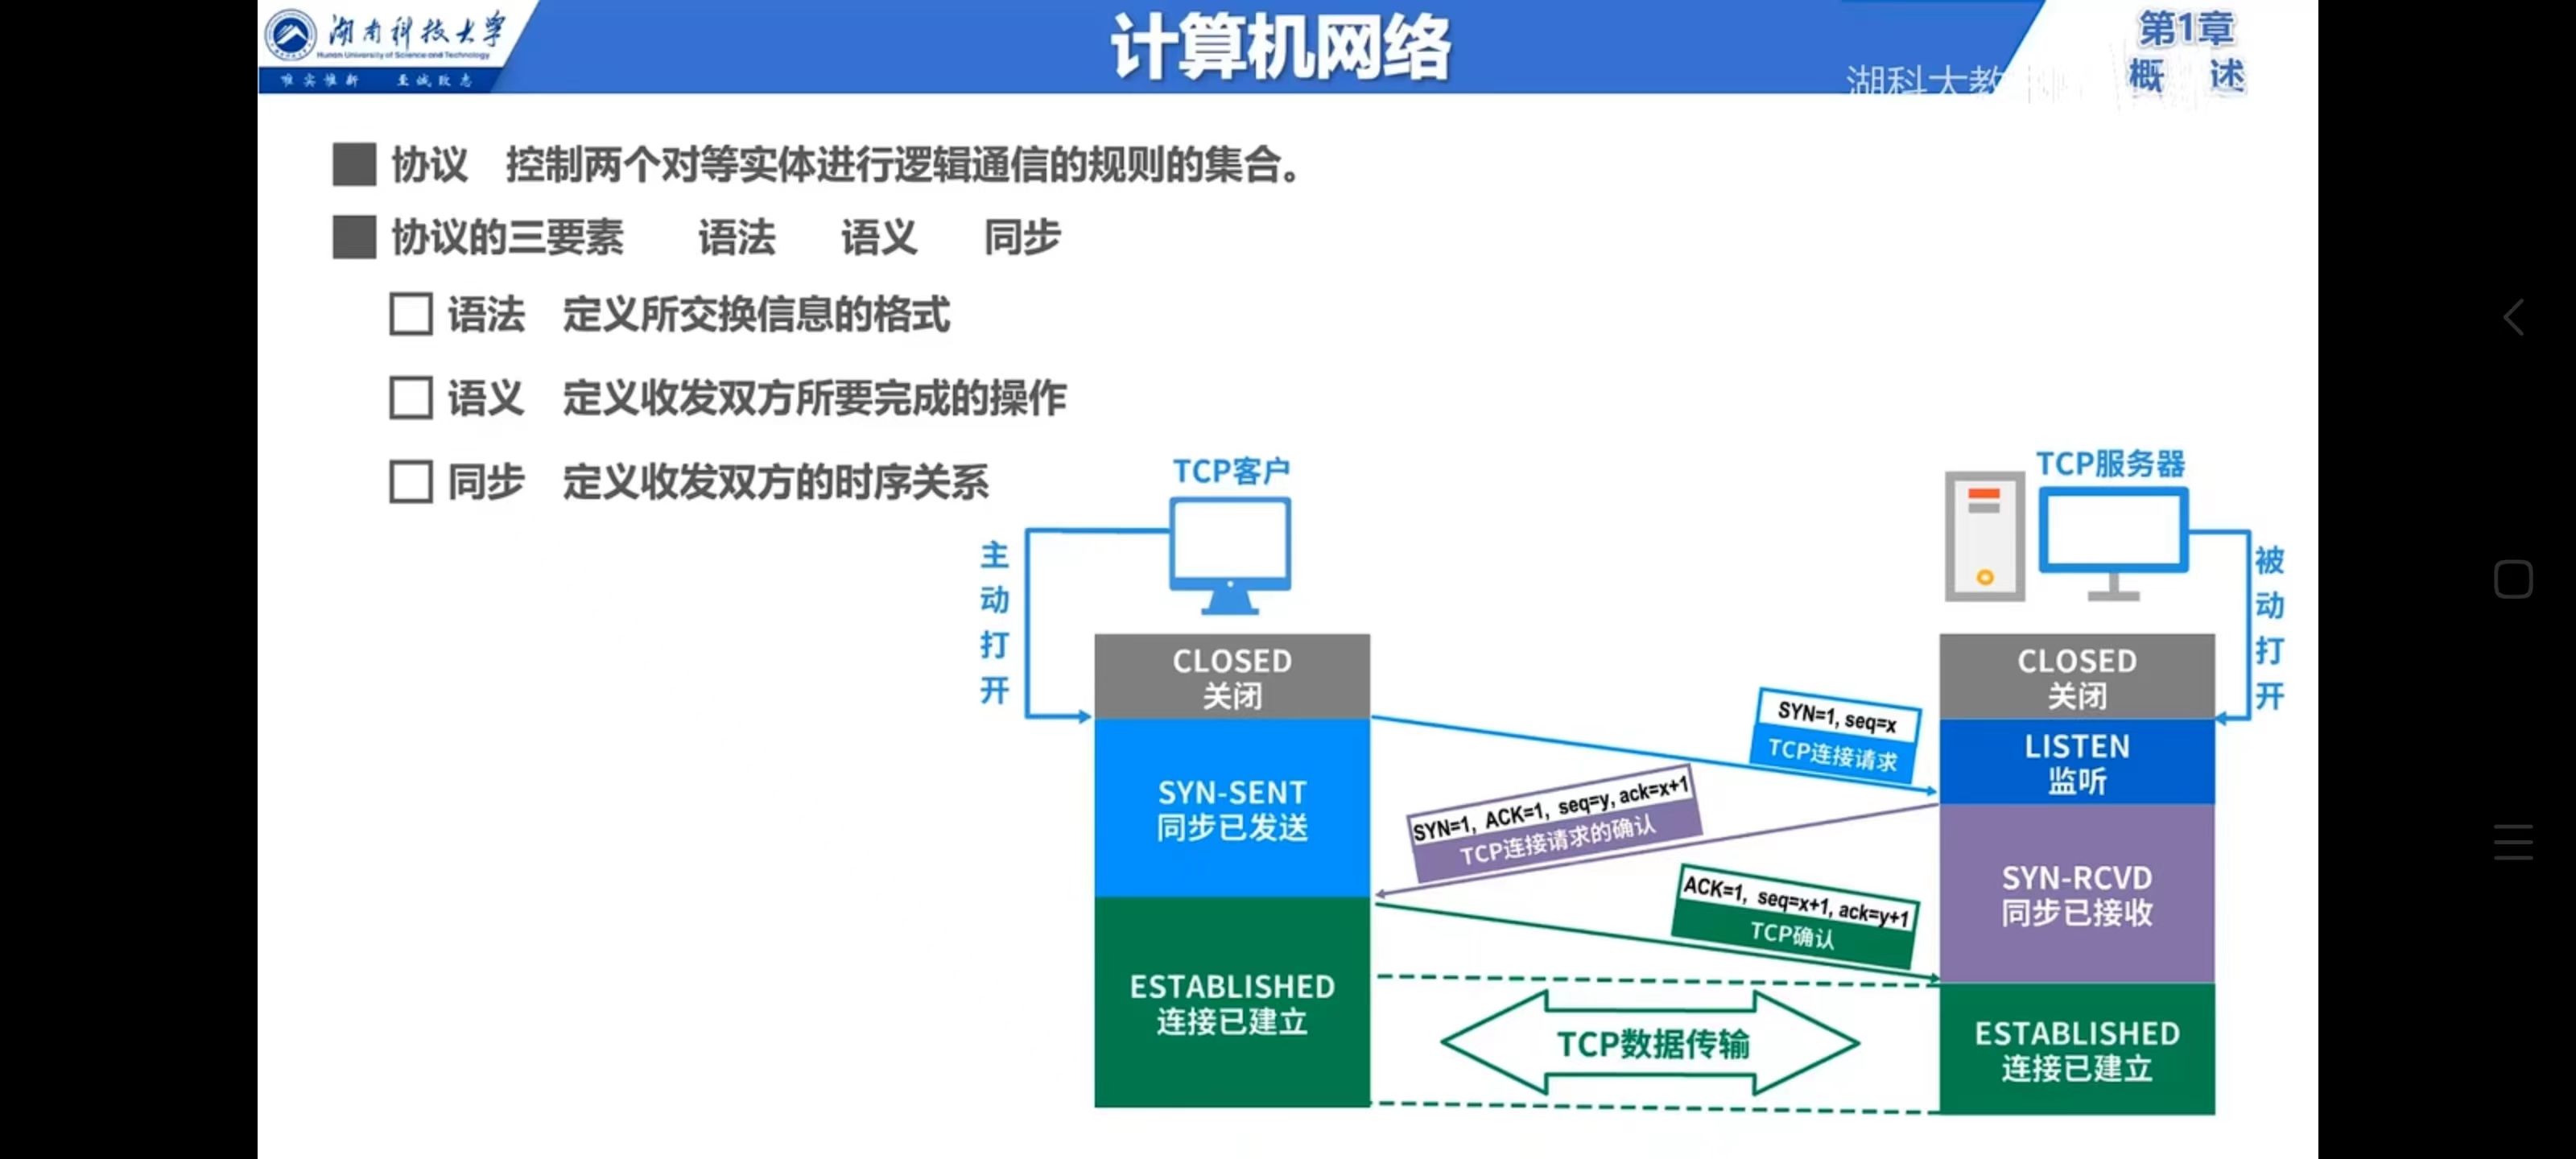 湖南科技大学
Hunan University of Science and Technology
唯实惟新 至诚致志
计算机网络
第1章
概 述
湖科大教
协议 控制两个对等实体进行逻辑通信的规则的集合。
协议的三要素 语法 语义 同步
语法 定义所交换信息的格式
语义 定义收发双方所要完成的操作
同步 定义收发双方的时序关系
TCP客户
TCP服务器
主动打开
被动打开
CLOSED
关闭
CLOSED
关闭
SYN=1, seq=x
TCP连接请求
LISTEN
监听
SYN-SENT
同步已发送
SYN=1, ACK=1, seq=y, ack=x+1
TCP连接请求的确认
ACK=1, seq=x+1, ack=y+1
TCP确认
SYN-RCVD
同步已接收
ESTABLISHED
连接已建立
TCP数据传输
ESTABLISHED
连接已建立